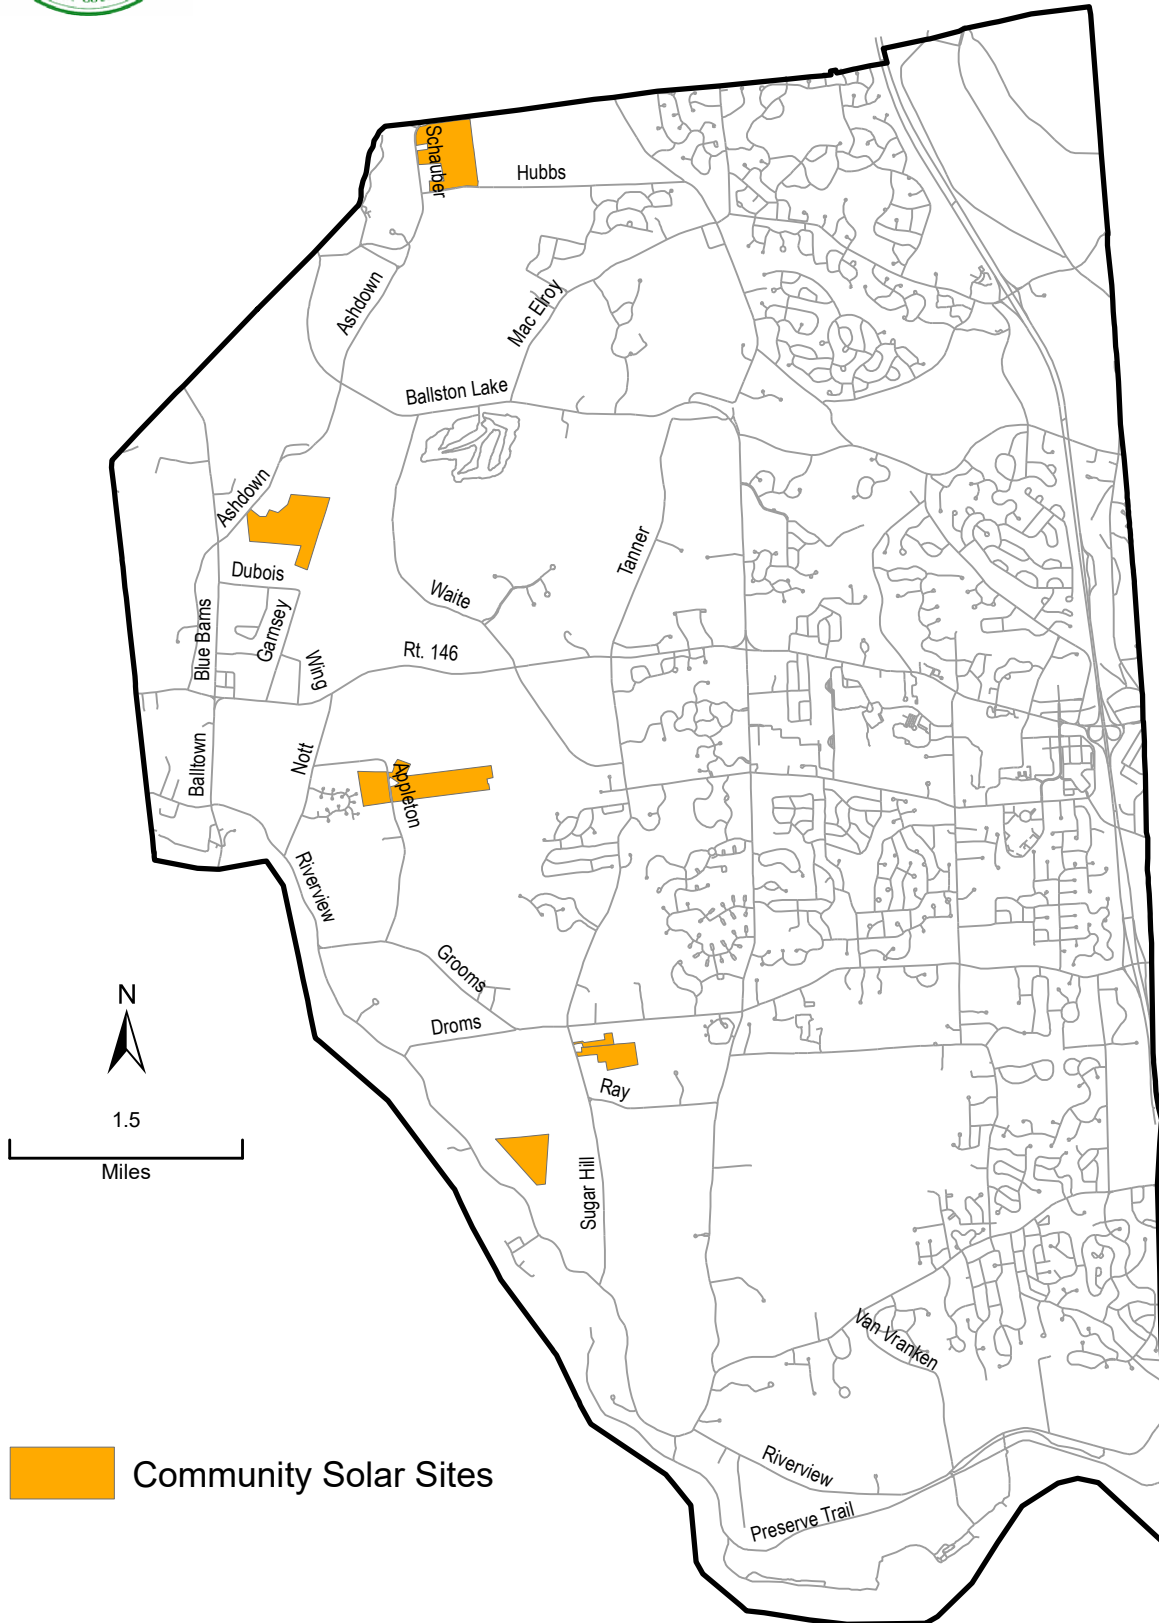 Schauber
Hubbs
Ashdown
Mac Elroy
Ballston Lake
Ashdown
Tanner
Dubois
Waite
Blue Barns
Garnsey
Wing
Rt. 146
Balltown
Nott
Appleton
Riverview
Grooms
N
Droms
Ray
1.5
Miles
Sugar Hill
Van Vranken
Community Solar Sites
Riverview
Preserve Trail